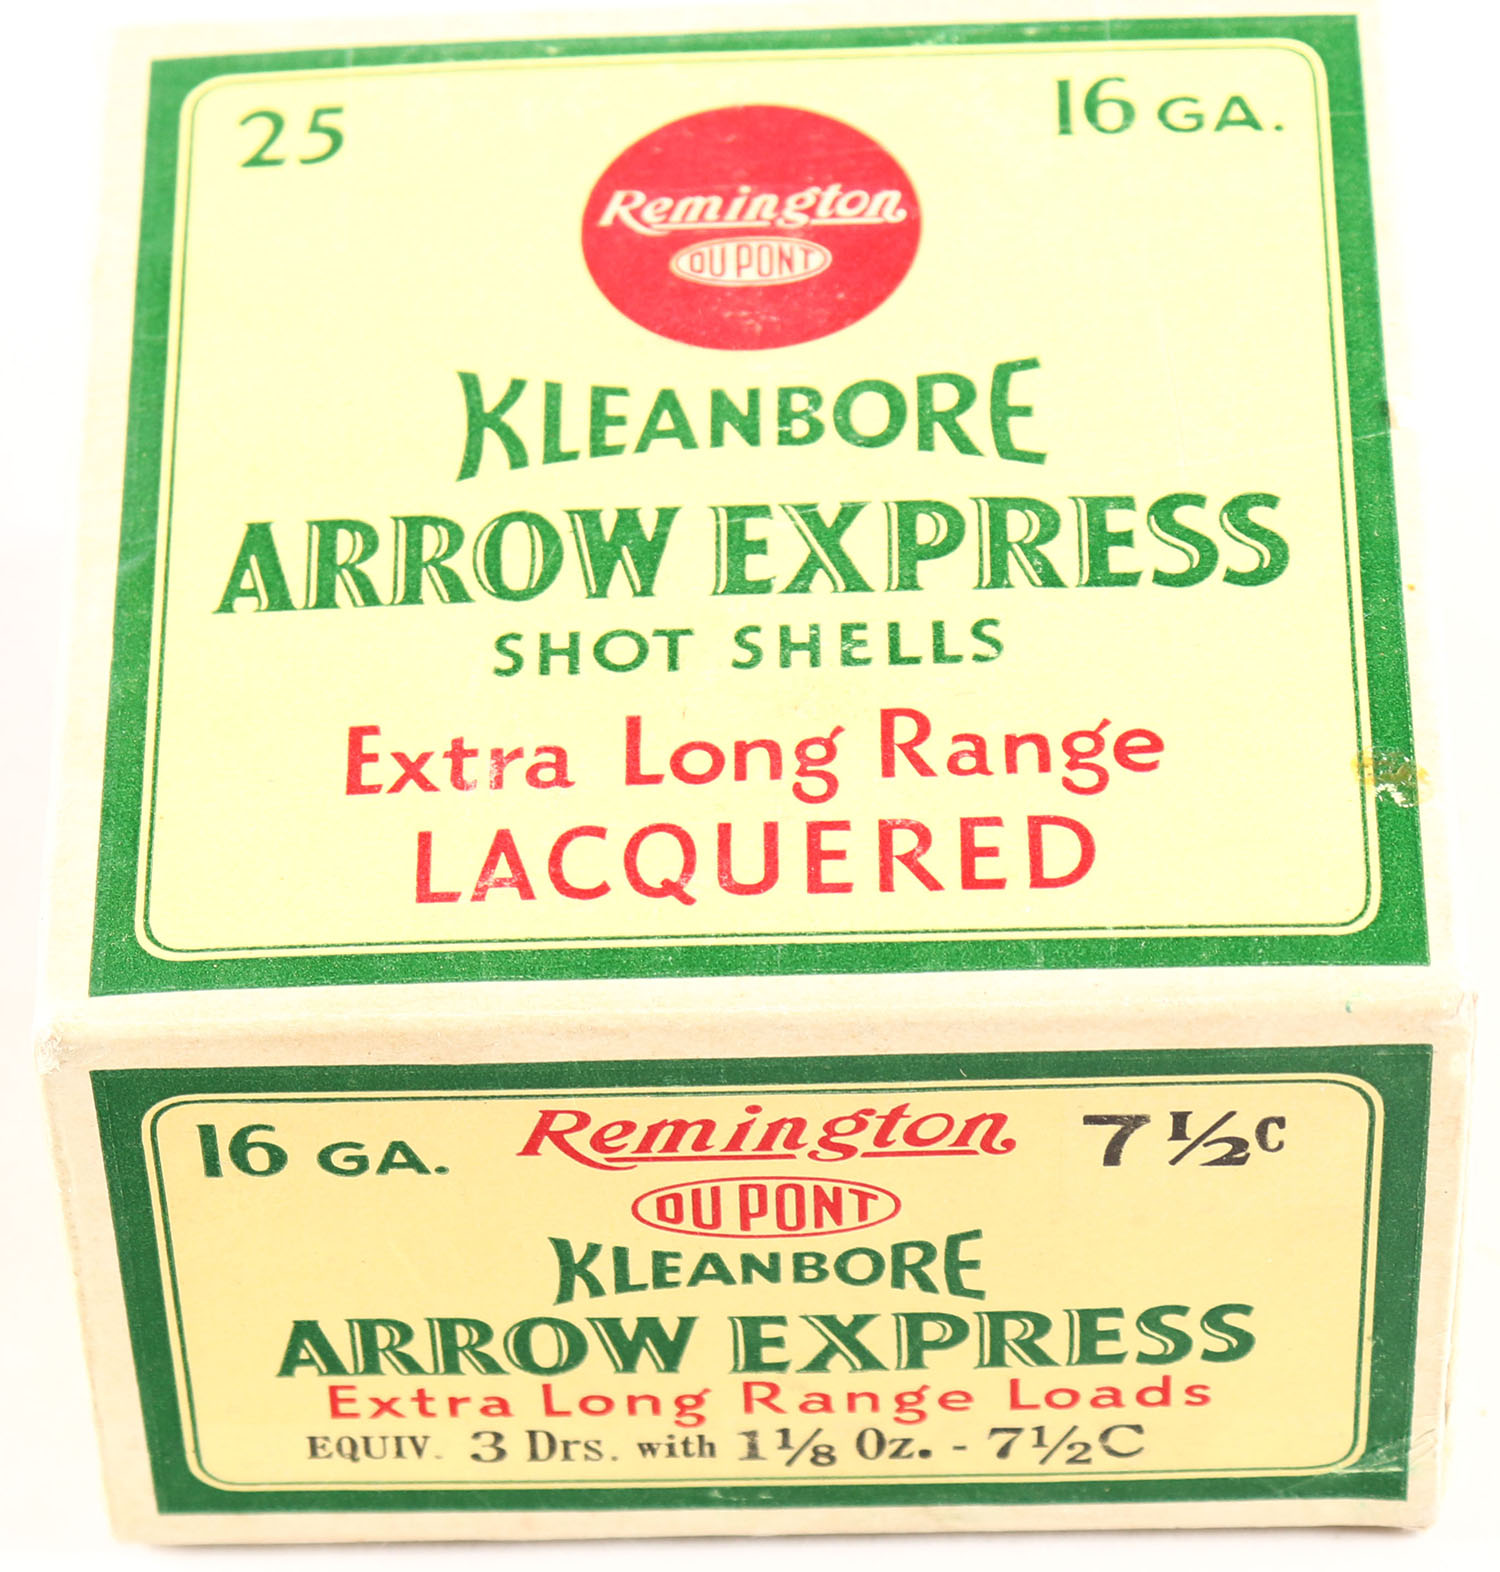 25 16 GA.
Remington
DU PONT
KLEANBORE
ARROW EXPRESS
SHOT SHELLS
Extra Long Range
LACQUERED
16 GA. Remington 7 1/2 C
DU PONT
KLEANBORE
ARROW EXPRESS
Extra Long Range Loads
EQUIV. 3 Drs. with 1 1/8 Oz. - 7 1/2 C